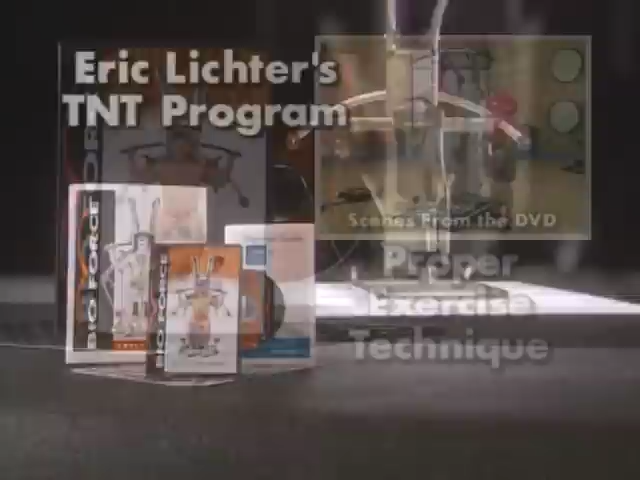 Eric Lichter's
TNT Program
Scenes From the DVD
Proper
Exercise
Technique
BIO FORCE
BIO FORCE